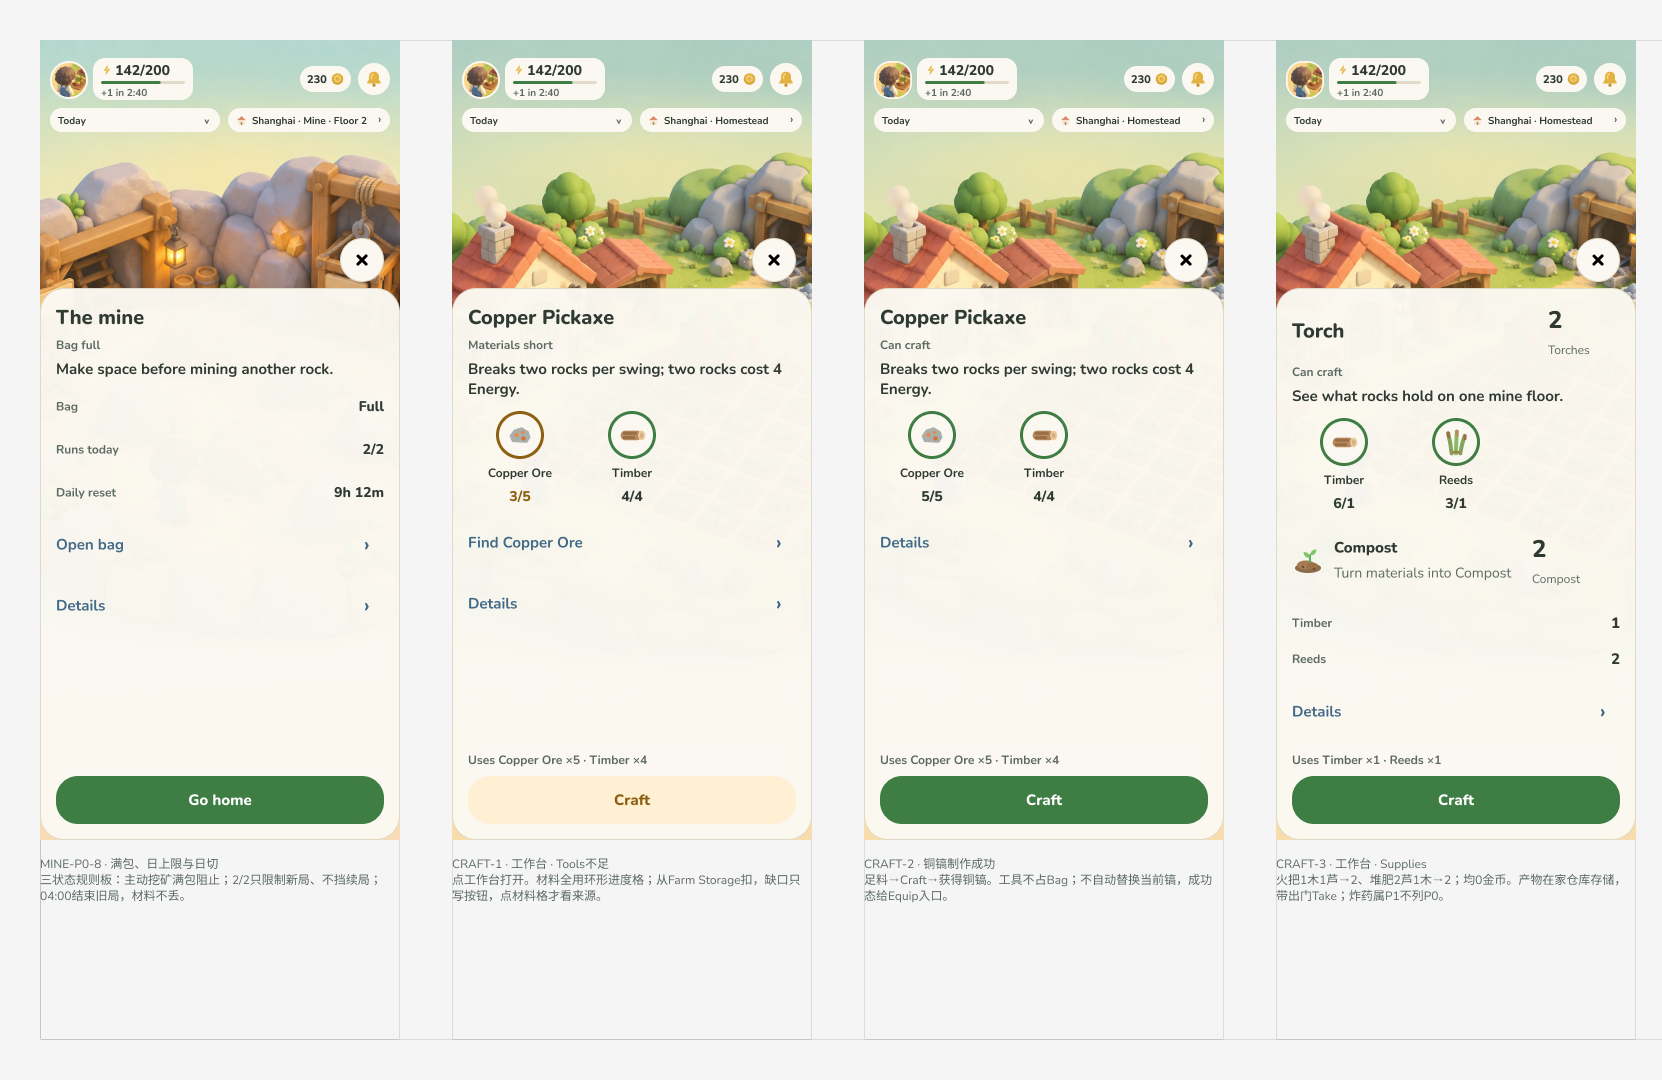 142/200
+1 in 2:40
230
Today
Shanghai · Mine · Floor 2
The mine
Bag full
Make space before mining another rock.
Bag
Full
Runs today
2/2
Daily reset
9h 12m
Open bag
Details
Go home
MINE-P0-8 · 满包、日上限与日切
三状态规则板：主动挖矿满包阻止；2/2只限制新局、不挡续局；
04:00结束旧局，材料不丢。
142/200
+1 in 2:40
230
Today
Shanghai · Homestead
Copper Pickaxe
Materials short
Breaks two rocks per swing; two rocks cost 4
Energy.
Copper Ore
Timber
3/5
4/4
Find Copper Ore
Details
Uses Copper Ore ×5 · Timber ×4
Craft
CRAFT-1 · 工作台 · Tools不足
点工作台打开。材料全用环形进度格；从Farm Storage扣，缺口只
写按钮，点材料格才看来源。
142/200
+1 in 2:40
230
Today
Shanghai · Homestead
Copper Pickaxe
Can craft
Breaks two rocks per swing; two rocks cost 4
Energy.
Copper Ore
Timber
5/5
4/4
Details
Uses Copper Ore ×5 · Timber ×4
Craft
CRAFT-2 · 铜镐制作成功
足料→Craft→获得铜镐。工具不占Bag；不自动替换当前镐，成功
态给Equip入口。
142/200
+1 in 2:40
230
Today
Shanghai · Homestead
Torch
2
Torches
Can craft
See what rocks hold on one mine floor.
Timber
Reeds
6/1
3/1
Compost
Turn materials into Compost
2
Compost
Timber
1
Reeds
2
Details
Uses Timber ×1 · Reeds ×1
Craft
CRAFT-3 · 工作台 · Supplies
火把1木1芦→2、堆肥2芦1木→2；均0金币。产物在家仓库存储，
带出门Take；炸药属P1不列P0。